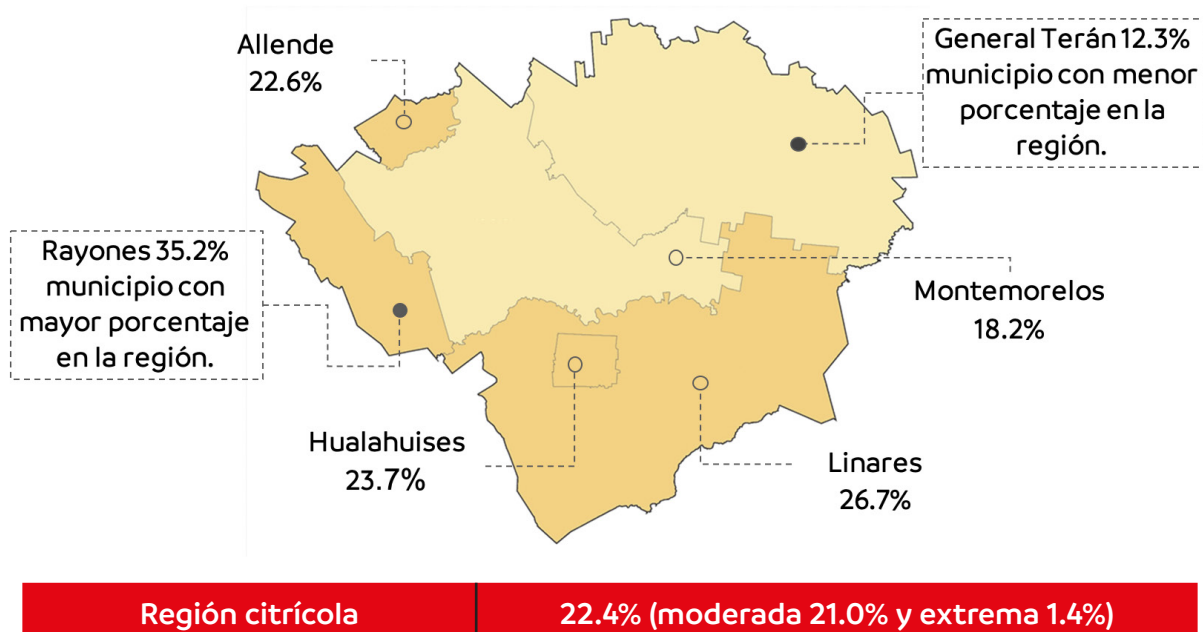 Allende
22.6%
General Terán 12.3%
municipio con menor
porcentaje en la
región.
Rayones 35.2%
municipio con
mayor porcentaje
en la región.
Montemorelos
18.2%
Hualahuises
23.7%
Linares
26.7%
Región citrícola
22.4% (moderada 21.0% y extrema 1.4%)